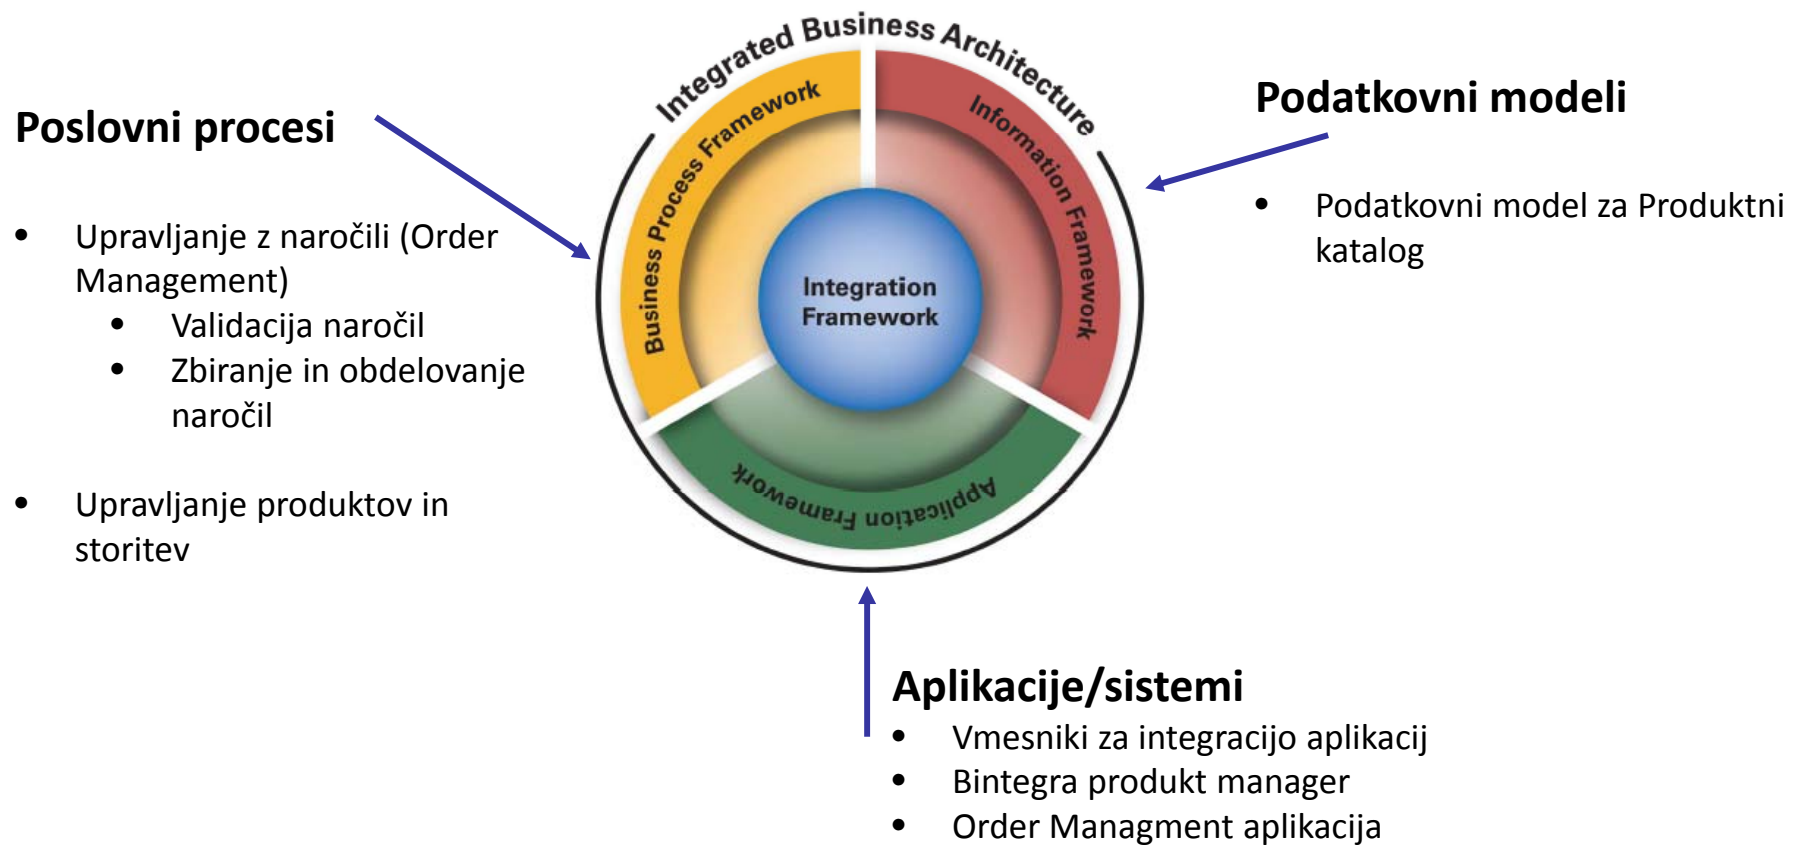 Integrated Business Architecture
Poslovni procesi
• Upravljanje z naročili (Order
Management)
• Validacija naročil
• Zbiranje in obdelovanje
naročil
• Upravljanje produktov in
storitev
Business Process Framework
Information Framework
Integration
Framework
Application Framework
Podatkovni modeli
• Podatkovni model za Produktni
katalog
Aplikacije/sistemi
• Vmesniki za integracijo aplikacij
• Bintegra produkt manager
• Order Managment aplikacija